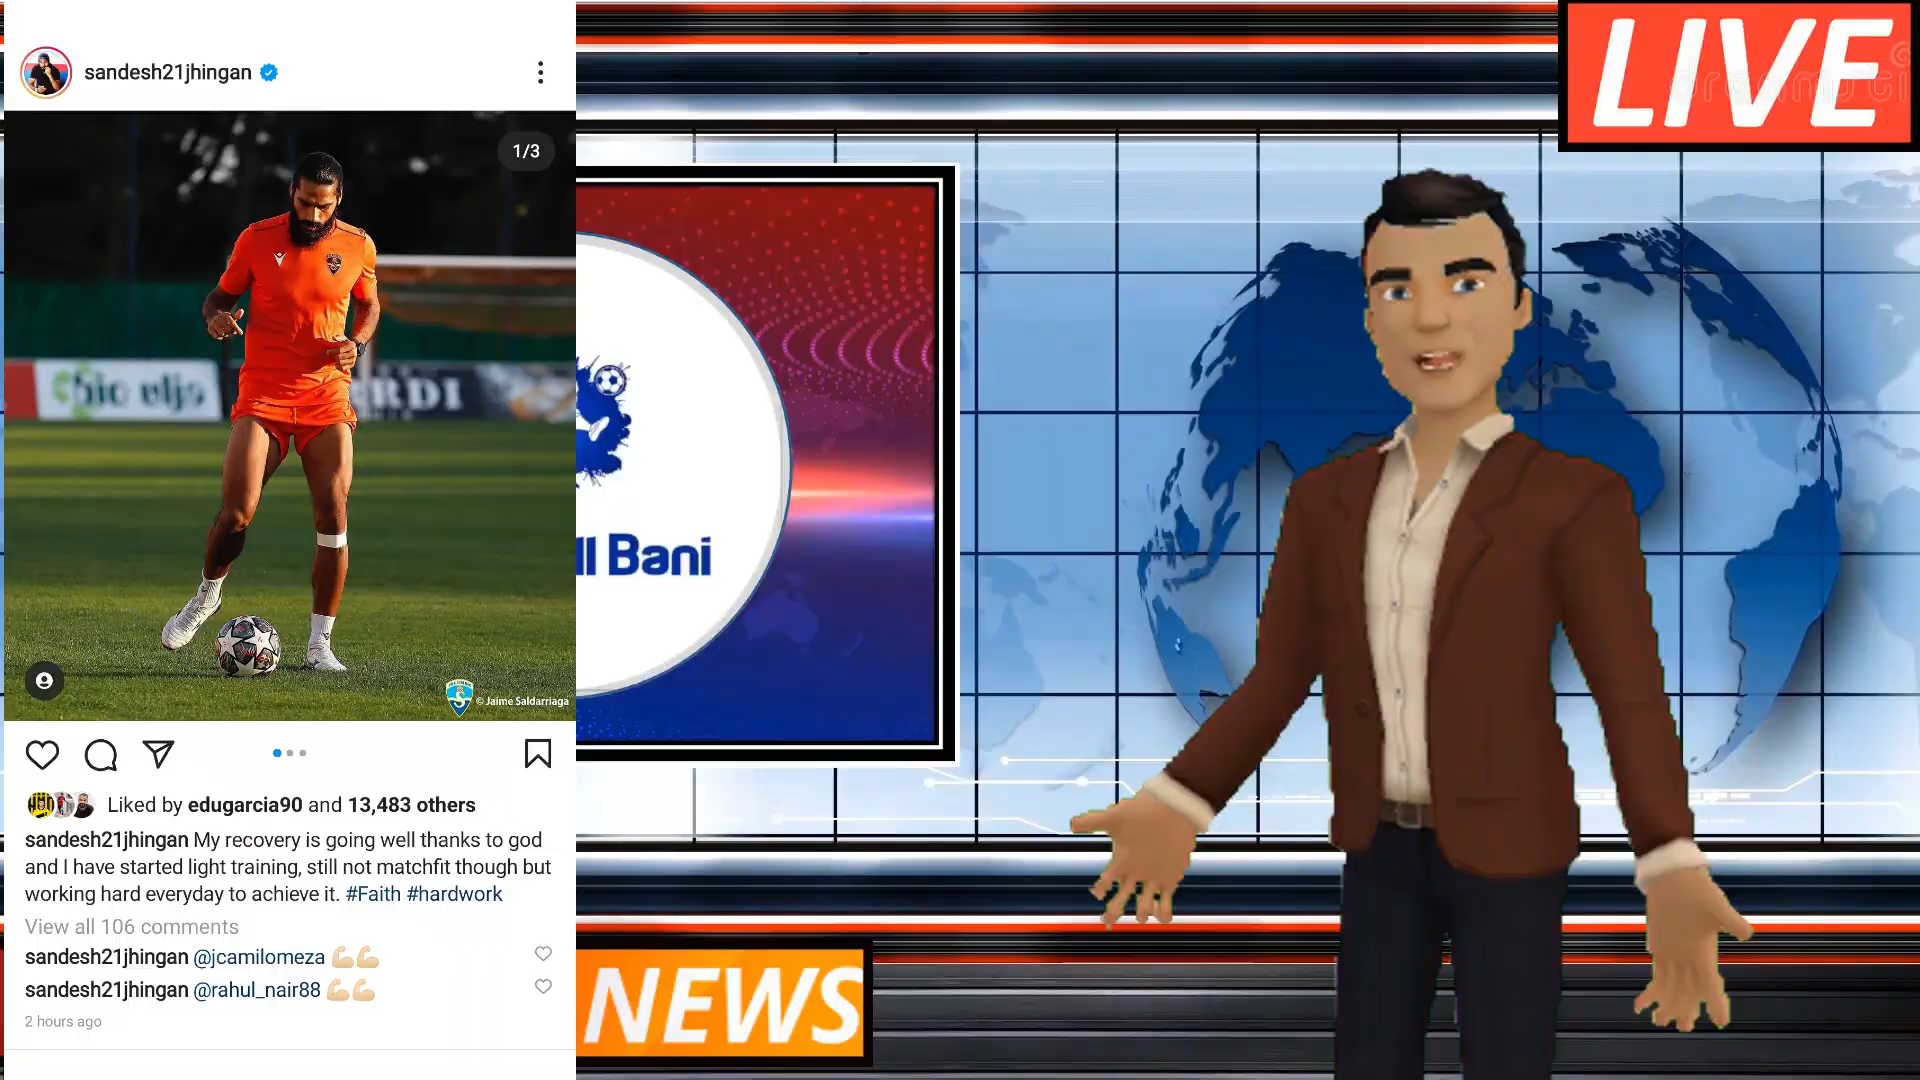 sandesh21jhingan
1/3
bio eljs
RDI
© Jaime Saldarriaga
Liked by edugarcia90 and 13,483 others
sandesh21jhingan My recovery is going well thanks to god
and I have started light training, still not matchfit though but
working hard everyday to achieve it. #Faith #hardwork
View all 106 comments
sandesh21jhingan @jcamilomeza 💪🏻💪🏻
sandesh21jhingan @rahul_nair88 💪🏻💪🏻
2 hours ago
ll Bani
NEWS
LIVE